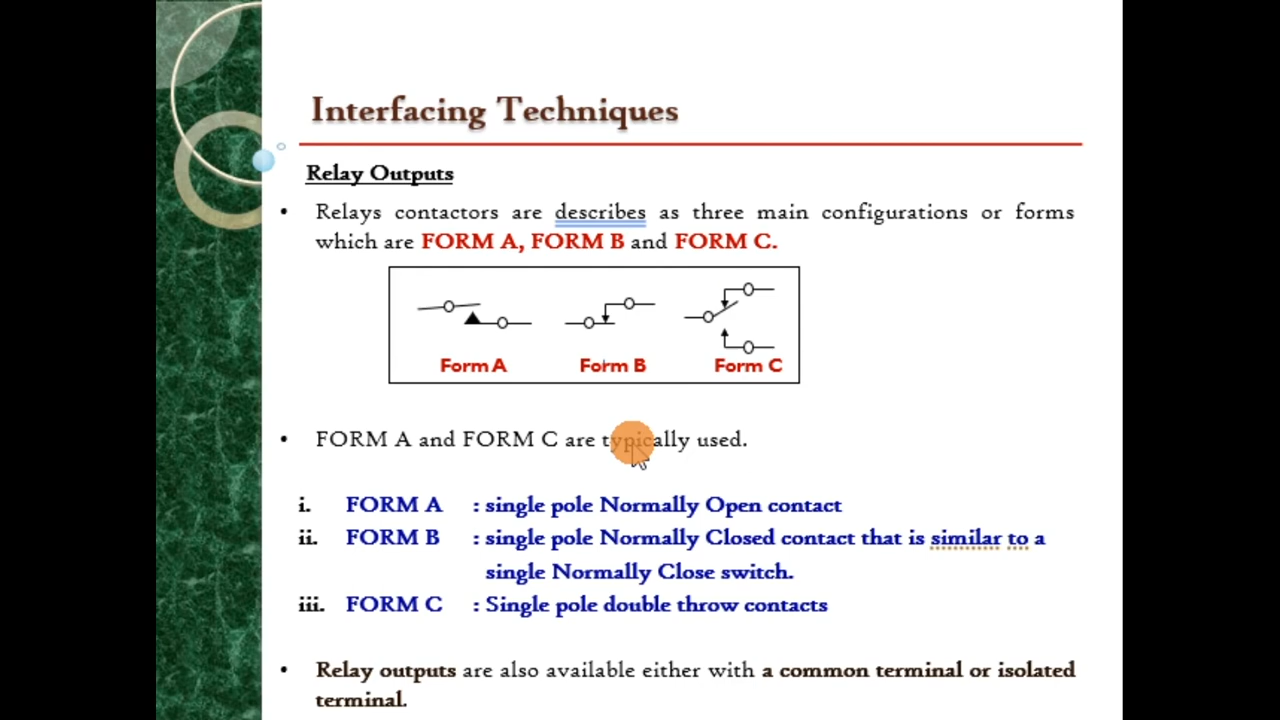 Interfacing Techniques
Relay Outputs
• Relays contactors are describes as three main configurations or forms
which are FORM A, FORM B and FORM C.
Form A Form B Form C
• FORM A and FORM C are typically used.
i. FORM A : single pole Normally Open contact
ii. FORM B : single pole Normally Closed contact that is similar to a
single Normally Close switch.
iii. FORM C : Single pole double throw contacts
• Relay outputs are also available either with a common terminal or isolated
terminal.